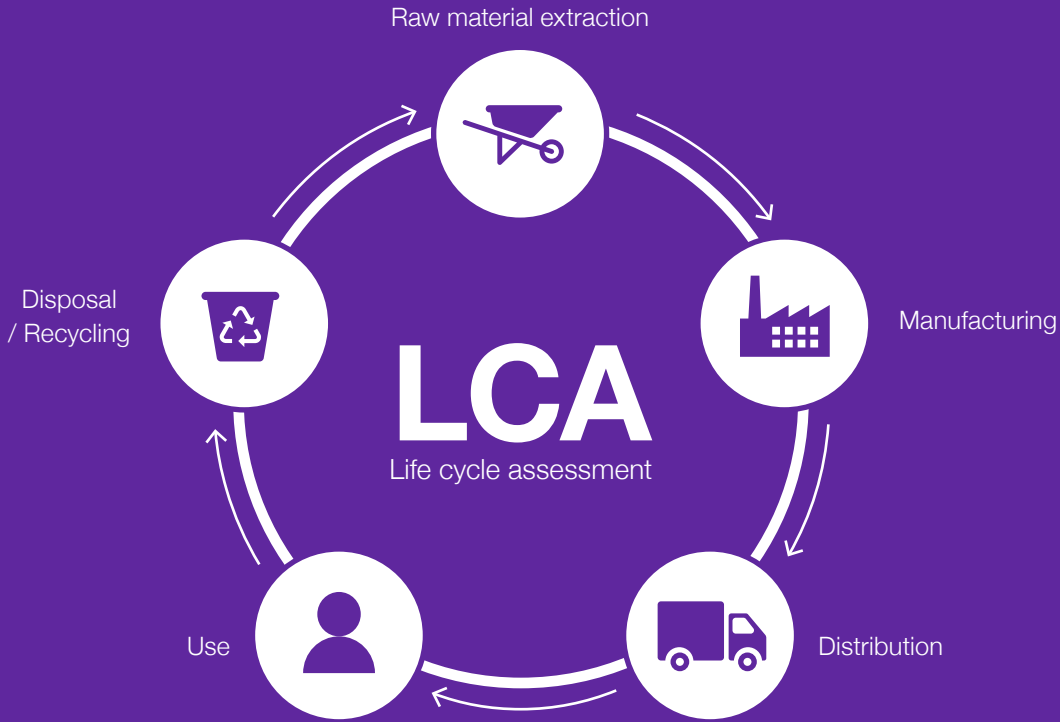 Raw material extraction
Disposal
/ Recycling
Manufacturing
LCA
Life cycle assessment
Use
Distribution